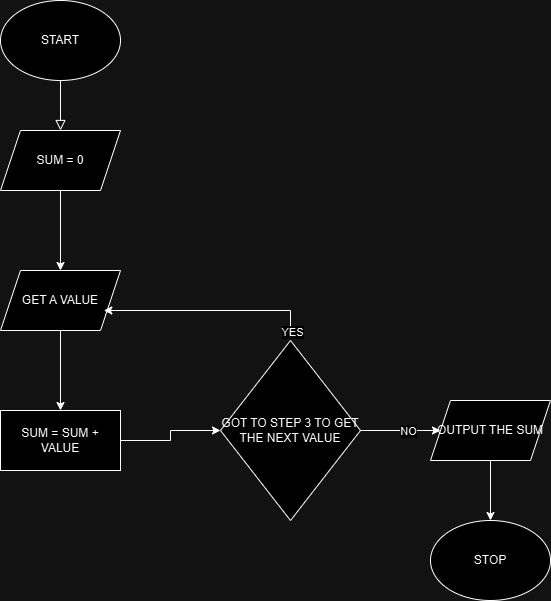 START
SUM = 0
GET A VALUE
YES
SUM = SUM +
VALUE
GOT TO STEP 3 TO GET
THE NEXT VALUE
NO
OUTPUT THE SUM
STOP